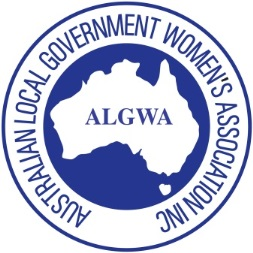 AUSTRALIAN LOCAL GOVERNMENT WOMEN'S ASSOCIATION INC
ALGWA